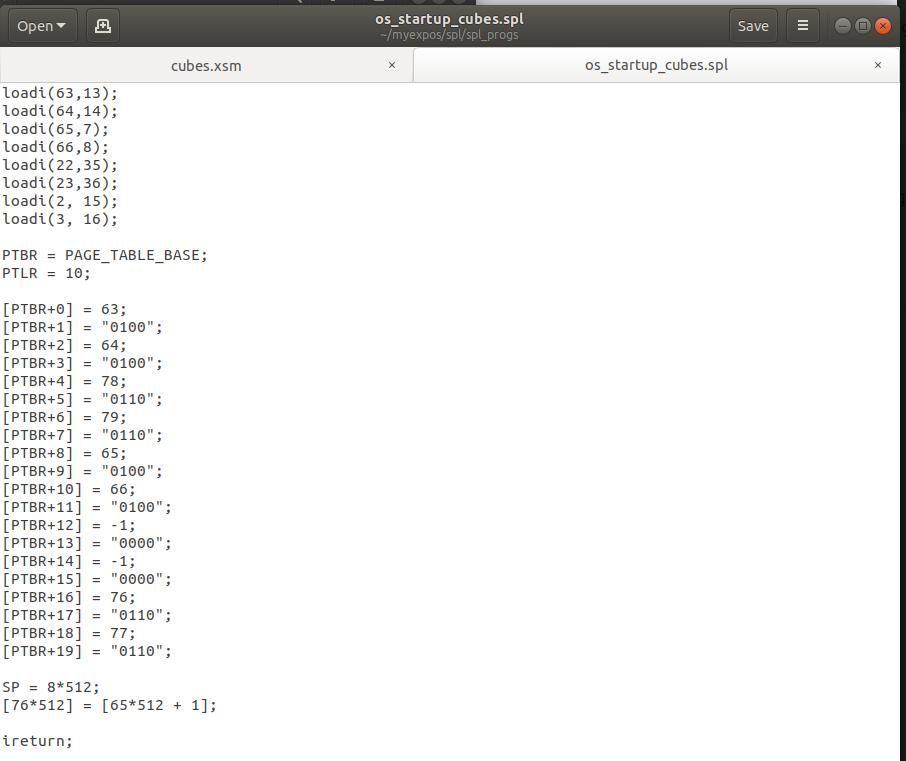 Open
os_startup_cubes.spl
~/myexpos/spl/spl_progs
Save
cubes.xsm ×
os_startup_cubes.spl ×
loadi(63,13);
loadi(64,14);
loadi(65,7);
loadi(66,8);
loadi(22,35);
loadi(23,36);
loadi(2, 15);
loadi(3, 16);
PTBR = PAGE_TABLE_BASE;
PTLR = 10;
[PTBR+0] = 63;
[PTBR+1] = "0100";
[PTBR+2] = 64;
[PTBR+3] = "0100";
[PTBR+4] = 78;
[PTBR+5] = "0110";
[PTBR+6] = 79;
[PTBR+7] = "0110";
[PTBR+8] = 65;
[PTBR+9] = "0100";
[PTBR+10] = 66;
[PTBR+11] = "0100";
[PTBR+12] = -1;
[PTBR+13] = "0000";
[PTBR+14] = -1;
[PTBR+15] = "0000";
[PTBR+16] = 76;
[PTBR+17] = "0110";
[PTBR+18] = 77;
[PTBR+19] = "0110";
SP = 8*512;
[76*512] = [65*512 + 1];
ireturn;